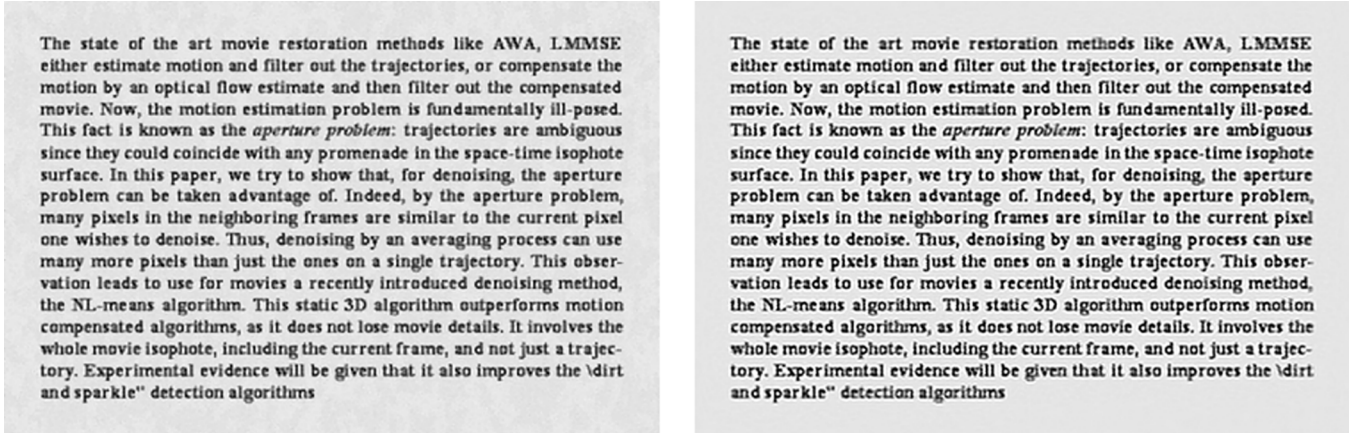 The state of the art movie restoration methods like AWA, LMMSE
either estimate motion and filter out the trajectories, or compensate the
motion by an optical flow estimate and then filter out the compensated
movie. Now, the motion estimation problem is fundamentally ill-posed.
This fact is known as the aperture problem: trajectories are ambiguous
since they could coincide with any promenade in the space-time isophote
surface. In this paper, we try to show that, for denoising, the aperture
problem can be taken advantage of. Indeed, by the aperture problem,
many pixels in the neighboring frames are similar to the current pixel
one wishes to denoise. Thus, denoising by an averaging process can use
many more pixels than just the ones on a single trajectory. This obser-
vation leads to use for movies a recently introduced denoising method,
the NL-means algorithm. This static 3D algorithm outperforms motion
compensated algorithms, as it does not lose movie details. It involves the
whole movie isophote, including the current frame, and not just a trajec-
tory. Experimental evidence will be given that it also improves the \dirt
and sparkle" detection algorithms
The state of the art movie restoration methods like AWA, LMMSE
either estimate motion and filter out the trajectories, or compensate the
motion by an optical flow estimate and then filter out the compensated
movie. Now, the motion estimation problem is fundamentally ill-posed.
This fact is known as the aperture problem: trajectories are ambiguous
since they could coincide with any promenade in the space-time isophote
surface. In this paper, we try to show that, for denoising, the aperture
problem can be taken advantage of. Indeed, by the aperture problem,
many pixels in the neighboring frames are similar to the current pixel
one wishes to denoise. Thus, denoising by an averaging process can use
many more pixels than just the ones on a single trajectory. This obser-
vation leads to use for movies a recently introduced denoising method,
the NL-means algorithm. This static 3D algorithm outperforms motion
compensated algorithms, as it does not lose movie details. It involves the
whole movie isophote, including the current frame, and not just a trajec-
tory. Experimental evidence will be given that it also improves the \dirt
and sparkle" detection algorithms